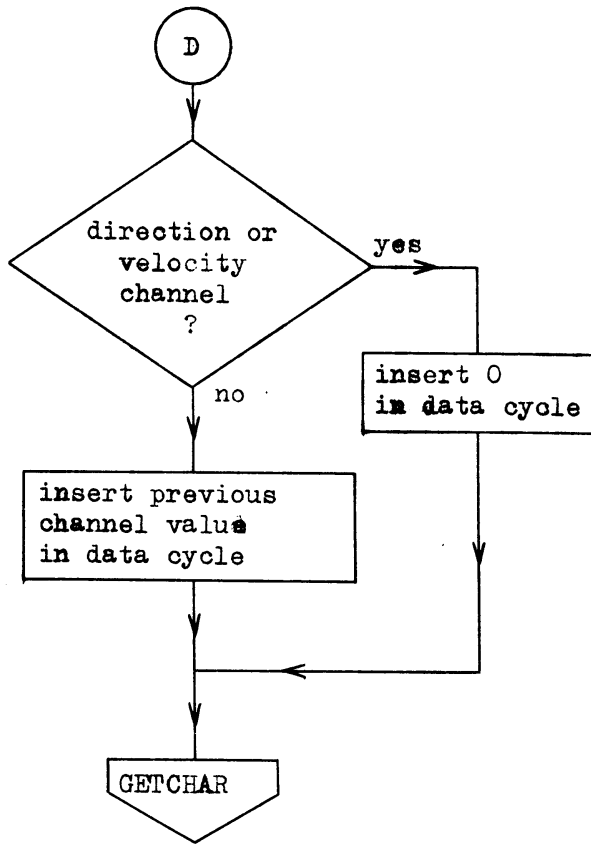 D
direction or
velocity
channel
?
yes
insert 0
in data cycle
no
insert previous
channel value
in data cycle
GETCHAR